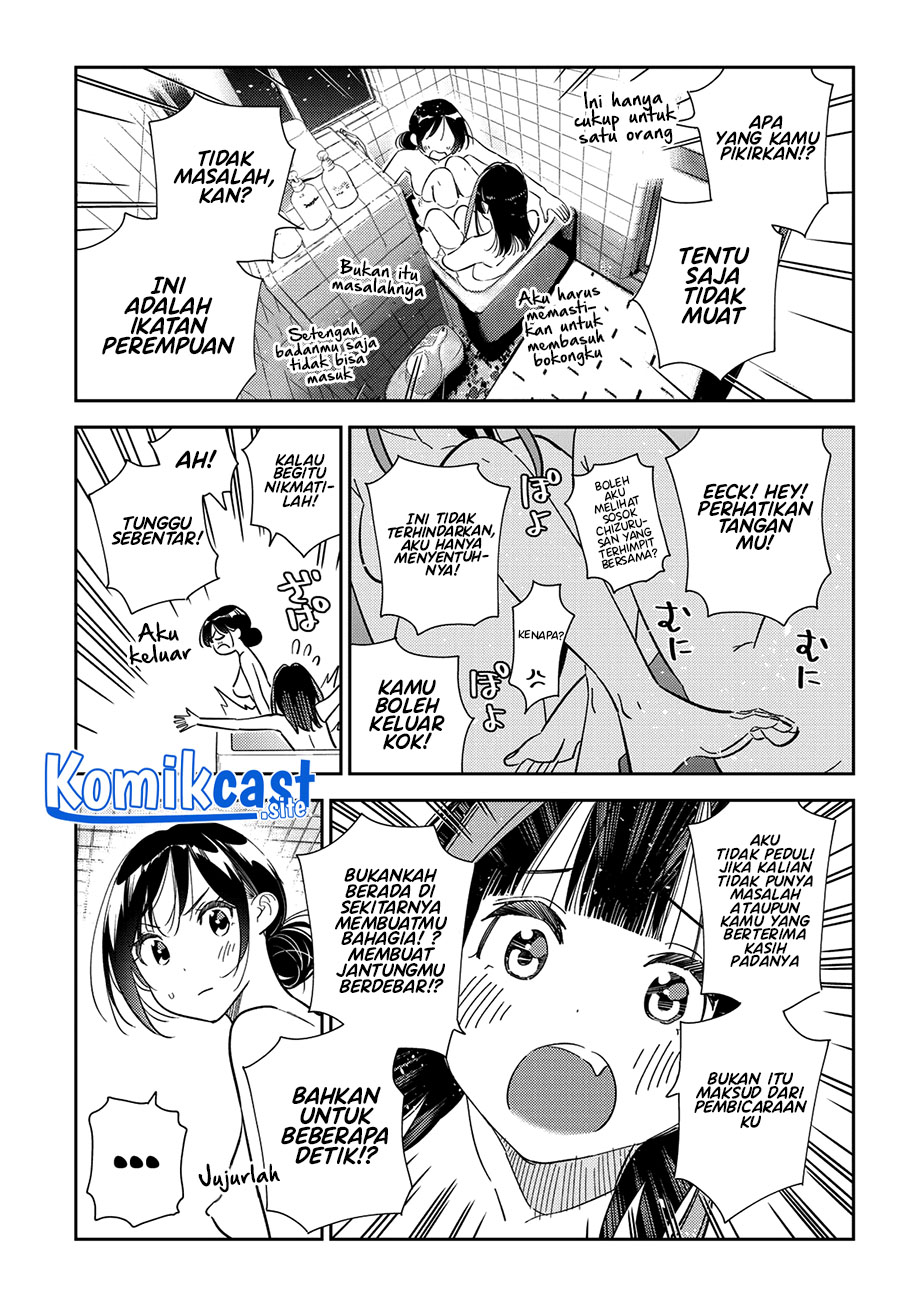 APA
YANG KAMU
PIKIRKAN!?
Ini hanya
cukup untuk
satu orang
TENTU
SAJA
TIDAK
MUAT
Aku harus
memasti-
kan untuk
membasuh
bokongku
TIDAK
MASALAH,
KAN?
Bukan itu
masalahnya
INI
ADALAH
IKATAN
PEREMPUAN
Setengah
badanmu saja
tidak bisa
masuk
EECK! HEY!
PERHATIKAN
TANGAN
MU!
むに
むに
BOLEH
AKU
MELIHAT
SOSOK
CHIZURU-
SAN YANG
TERHIMPIT
BERSAMA?
ぽよ
KENAPA?
INI TIDAK
TERHINDARKAN,
AKU HANYA
MENYENTUH-
NYA!
ぽよ
KAMU
BOLEH
KELUAR
KOK!
KALAU
BEGITU
NIKMATI-
LAH!
AH!
TUNGGU
SEBENTAR!
ざぱ
Aku
keluar
Komikcast
.site
AKU
TIDAK PEDULI
JIKA KALIAN
TIDAK PUNYA
MASALAH
ATAUPUN
KAMU YANG
BERTERIMA
KASIH
PADANYA
BUKAN ITU
MAKSUD DARI
PEMBICARAAN
KU
BUKANKAH
BERADA DI
SEKITARNYA
MEMBUATMU
BAHAGIA! ?
MEMBUAT
JANTUNGMU
BERDEBAR!?
BAHKAN
UNTUK
BEBERAPA
DETIK!?
Jujurlah
...